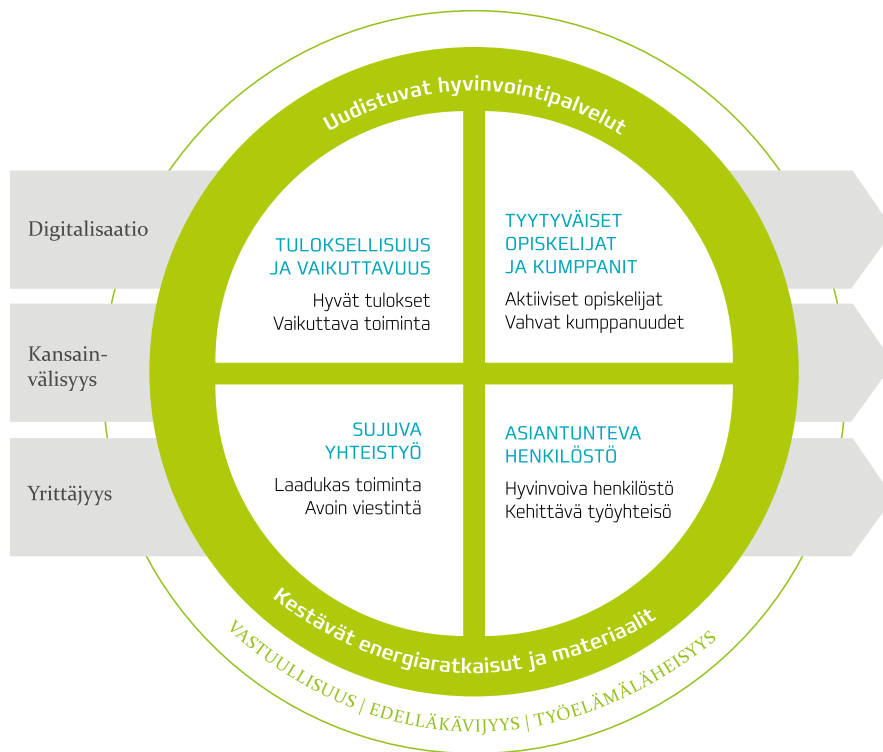 Uudistuvat hyvinvointipalvelut
Digitalisaatio
Kansain-
välisyys
Yrittäjyys
TULOKSELLISUUS
JA VAIKUTTAVUUS
Hyvät tulokset
Vaikuttava toiminta
TYYTYVÄISET
OPISKELIJAT
JA KUMPPANIT
Aktiiviset opiskelijat
Vahvat kumppanuudet
SUJUVA
YHTEISTYÖ
Laadukas toiminta
Avoin viestintä
ASIANTUNTEVA
HENKILÖSTÖ
Hyvinvoiva henkilöstö
Kehittävä työyhteisö
Kestävät energiaratkaisut ja materiaalit
VASTUULLISUUS | EDELLÄKÄVIJYYS | TYÖELÄMÄLÄHEISYYS